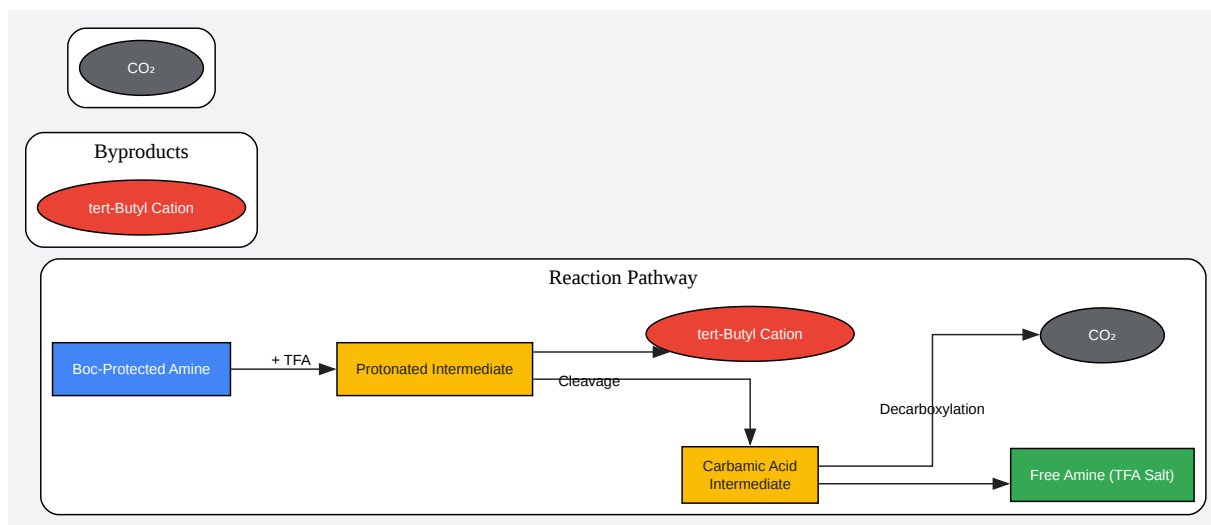 CO₂
Byproducts
tert-Butyl Cation
Reaction Pathway
Boc-Protected Amine
+ TFA
Protonated Intermediate
tert-Butyl Cation
Cleavage
Carbamic Acid
Intermediate
Decarboxylation
CO₂
Free Amine (TFA Salt)